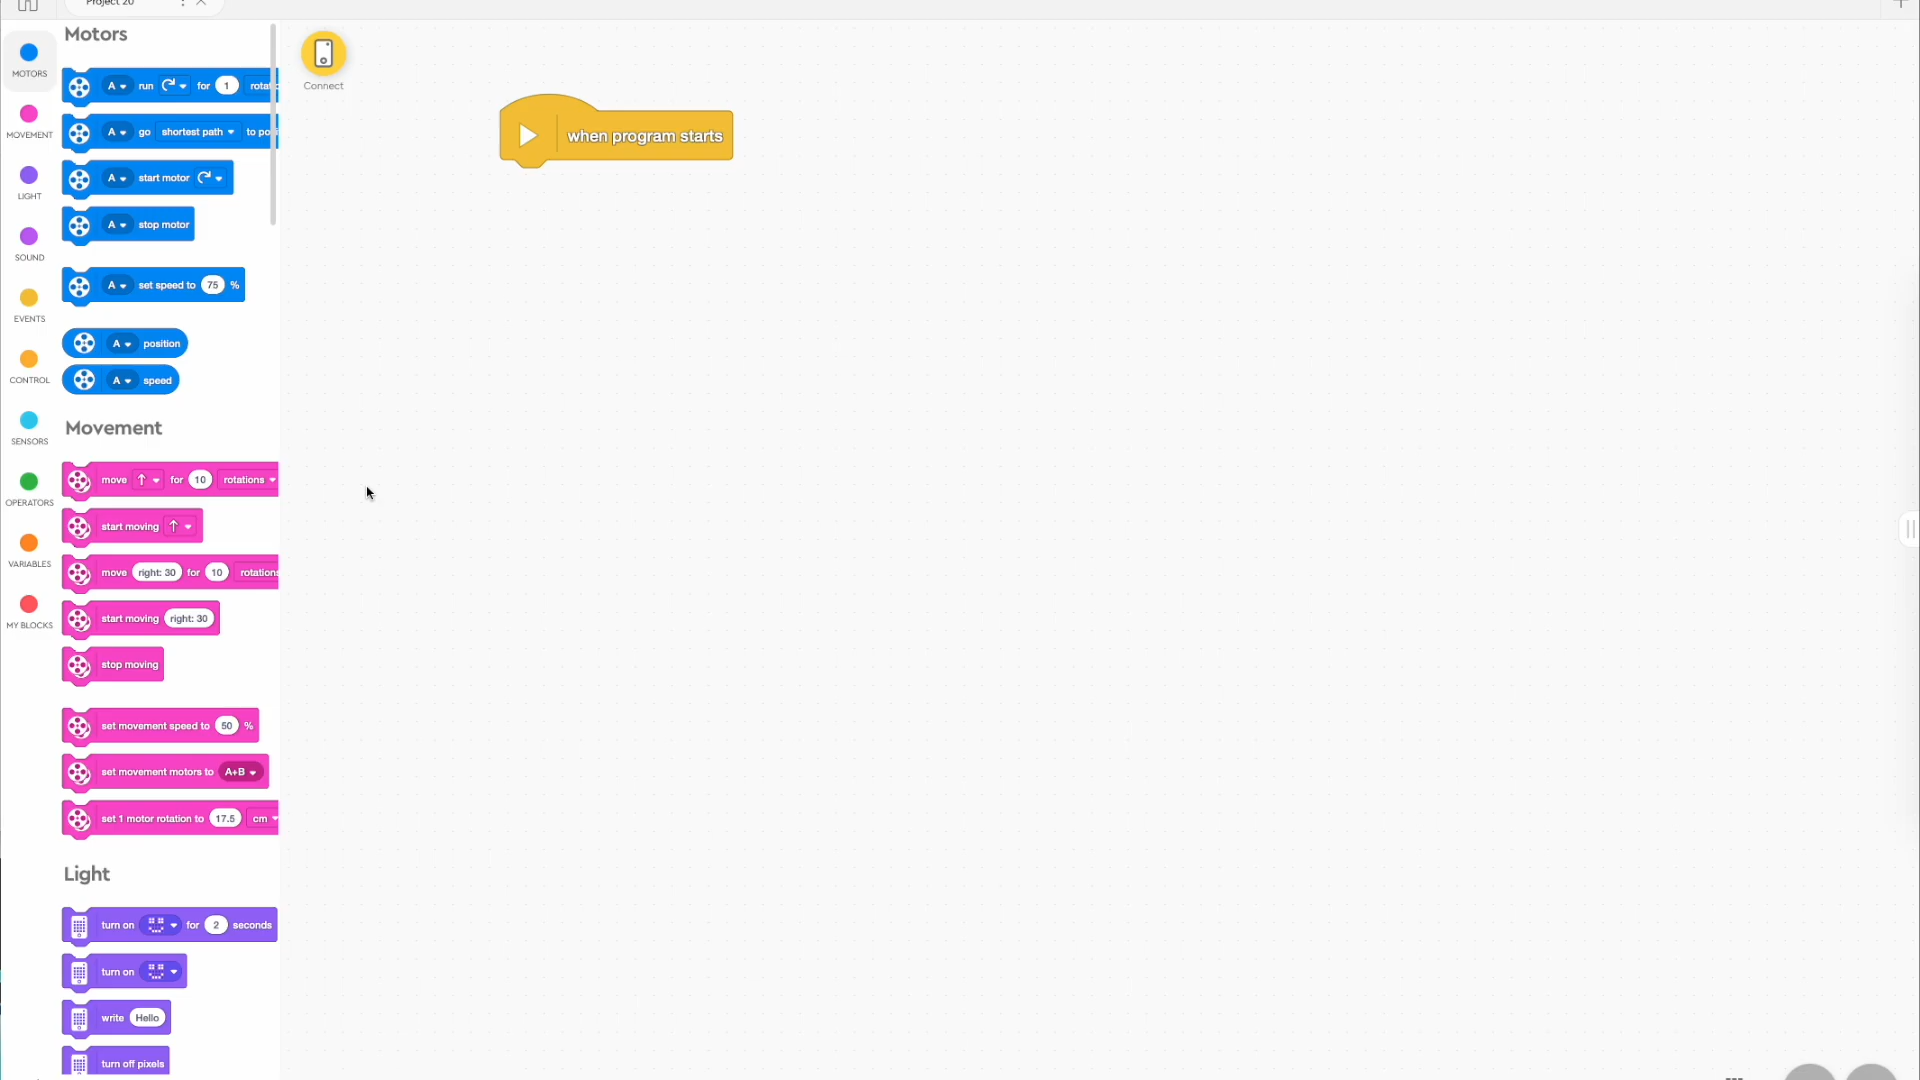 Project 20
Motors
Connect
MOTORS
A run for 1
MOVEMENT
A go shortest path to
when program starts
LIGHT
A start motor
SOUND
A stop motor
EVENTS
A set speed to 75 %
CONTROL
A position
A speed
SENSORS
Movement
OPERATORS
move for 10 rotations
start moving
VARIABLES
move right: 30 for 10 rotations
MY BLOCKS
start moving right: 30
stop moving
set movement speed to 50 %
set movement motors to A+B
set 1 motor rotation to 17.5 cm
Light
turn on for 2 seconds
turn on
write Hello
turn off pixels